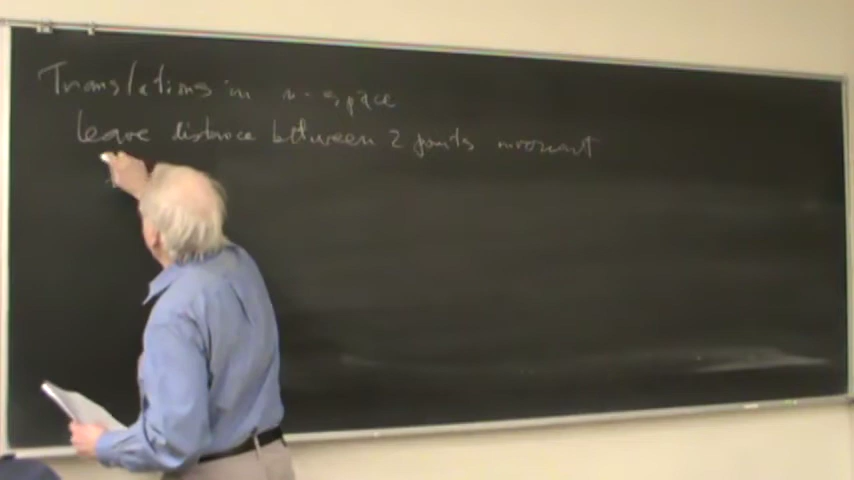 Translations in n-space
leave distance between 2 points invariant